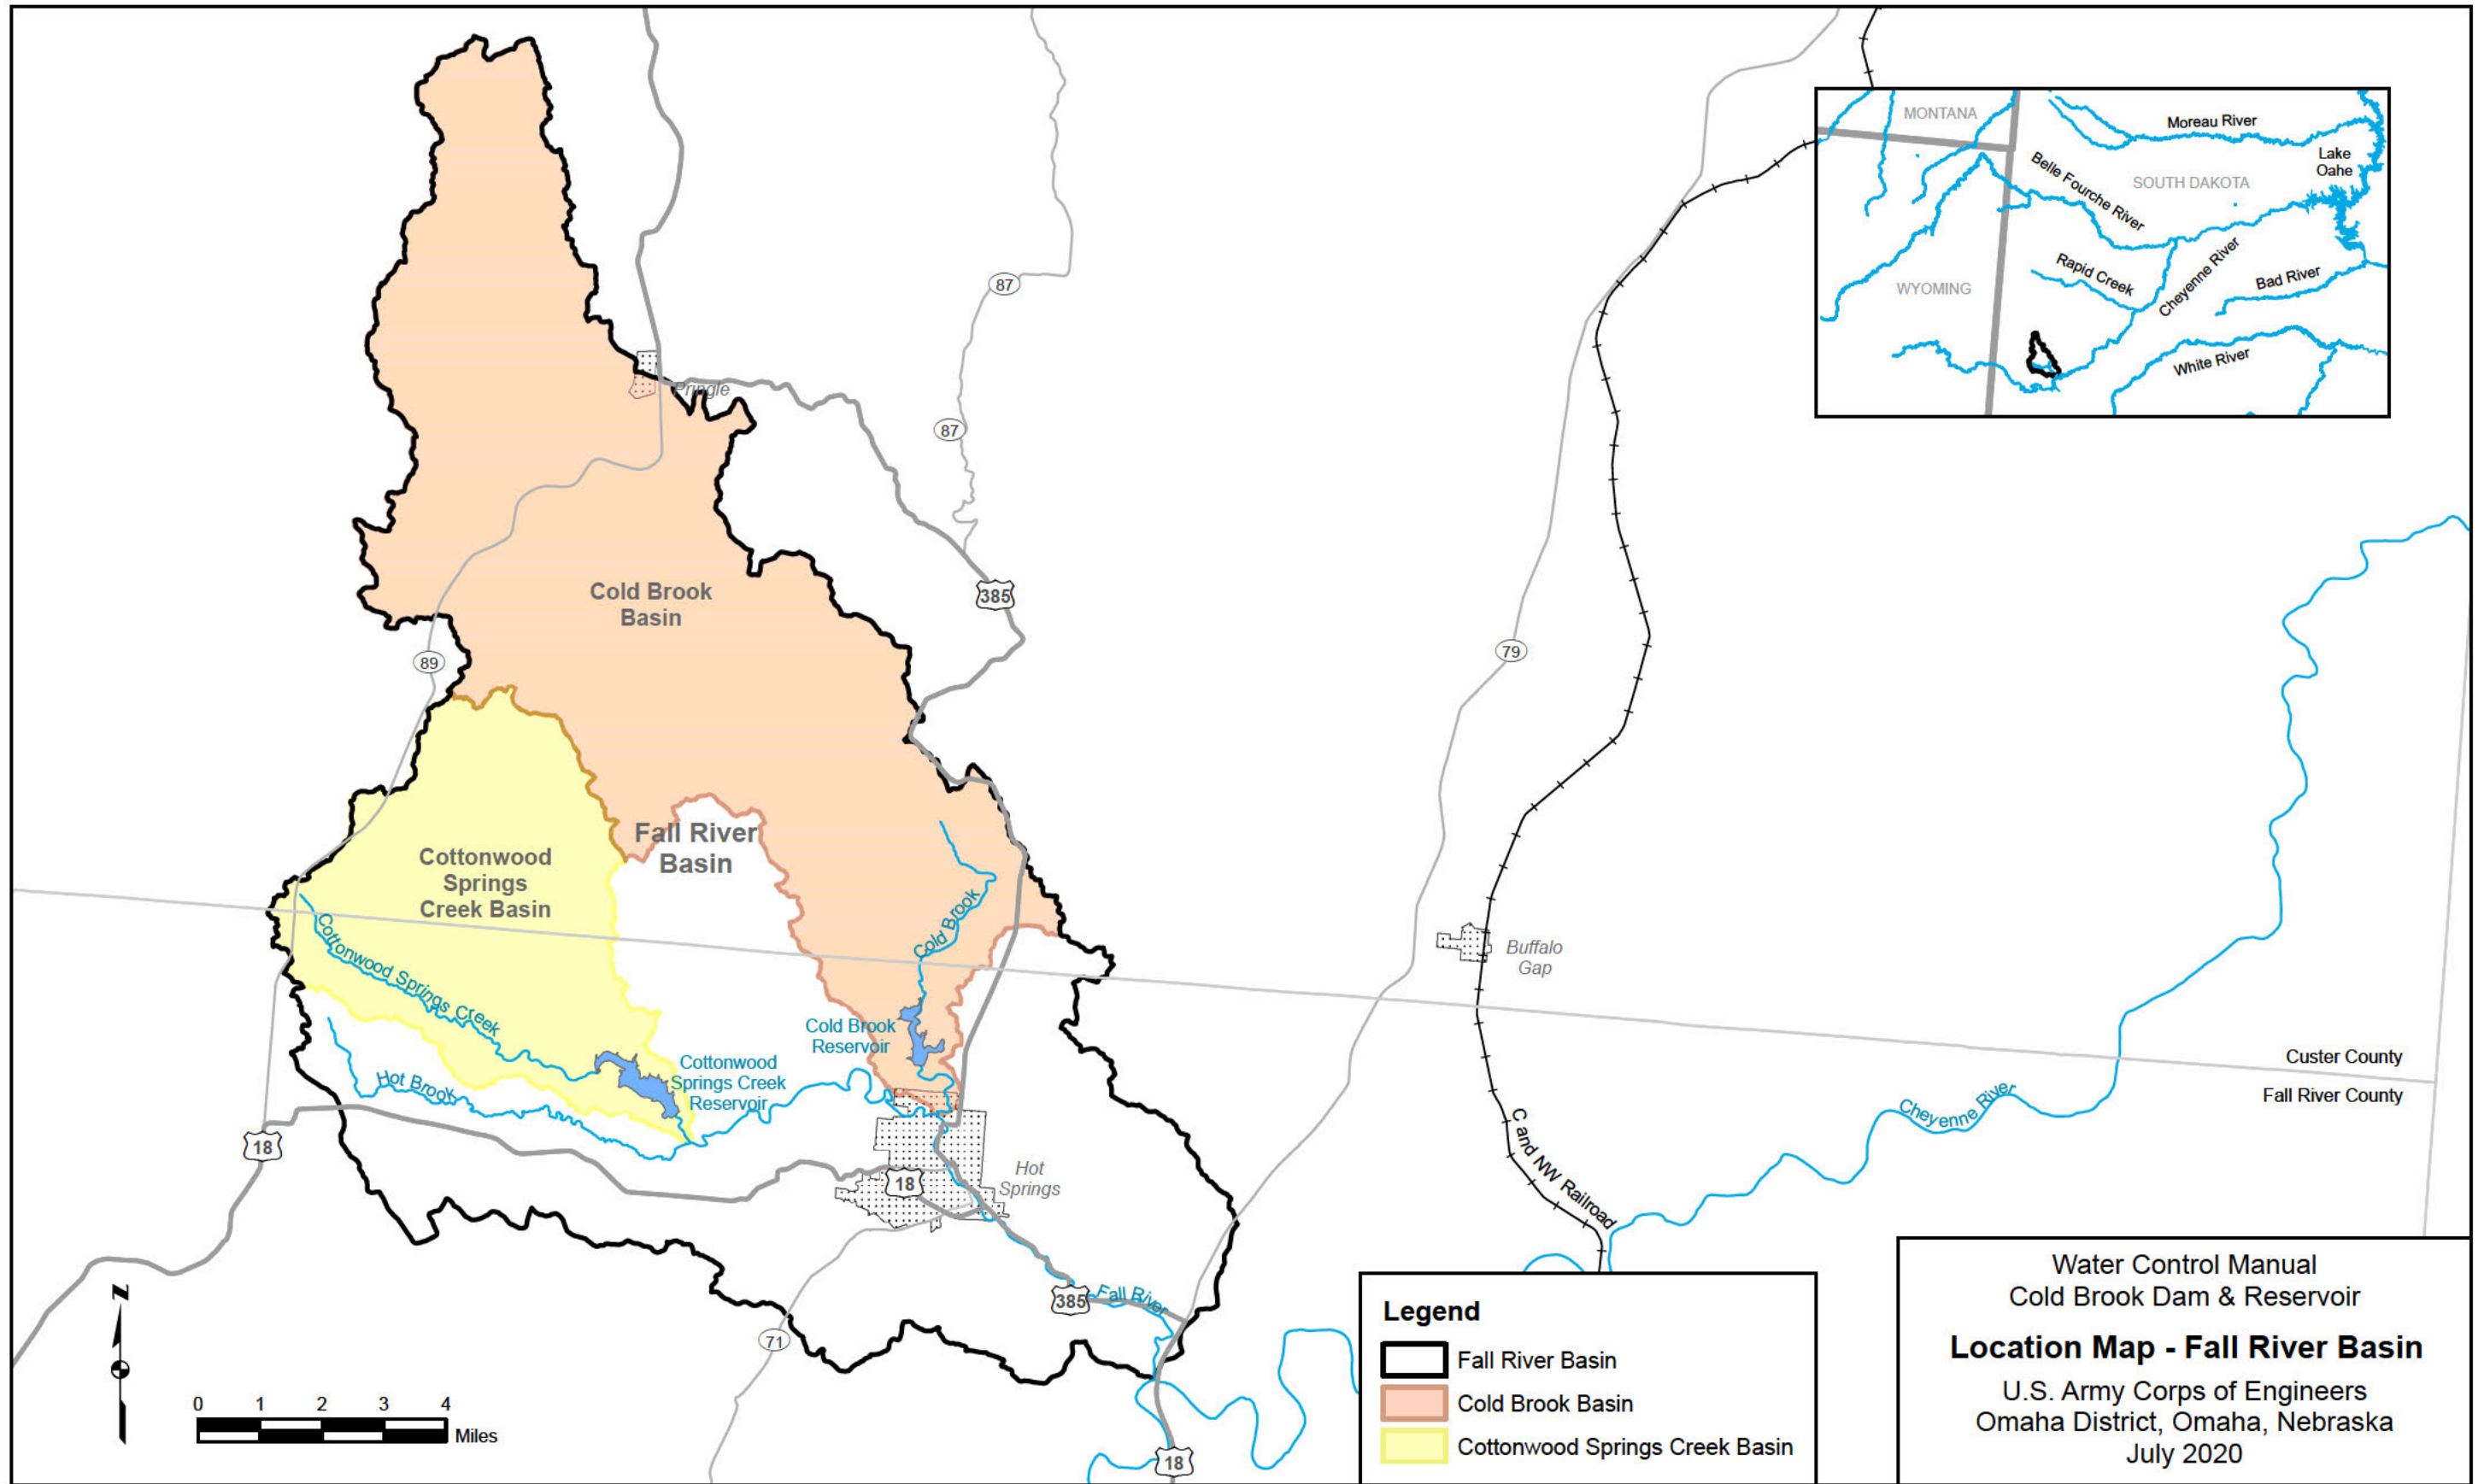 MONTANA
Moreau River
Lake
Oahe
Belle Fourche River
SOUTH DAKOTA
Rapid Creek
Cheyenne River
Bad River
WYOMING
White River
87
Pringle
87
Cold Brook
Basin
385
89
79
Fall River
Basin
Cottonwood
Springs
Creek Basin
Cold Brook
Cottonwood Springs Creek
Buffalo
Gap
Cold Brook
Reservoir
Cottonwood
Springs Creek
Reservoir
Hot Brook
Custer County
Fall River County
Cheyenne River
C and NW Railroad
18
Hot
Springs
18
385
Fall River
71
18
N
0 1 2 3 4
Miles
Legend
Fall River Basin
Cold Brook Basin
Cottonwood Springs Creek Basin
Water Control Manual
Cold Brook Dam & Reservoir
Location Map - Fall River Basin
U.S. Army Corps of Engineers
Omaha District, Omaha, Nebraska
July 2020